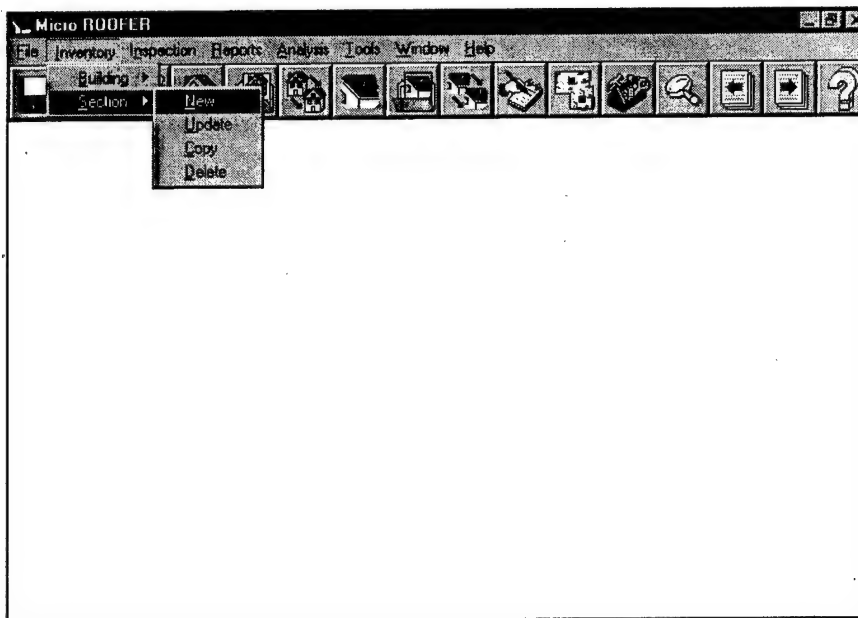 Micro ROOFER
File Inventory Inspection Reports Analysis Tools Window Help
Building
Section
New
Update
Copy
Delete